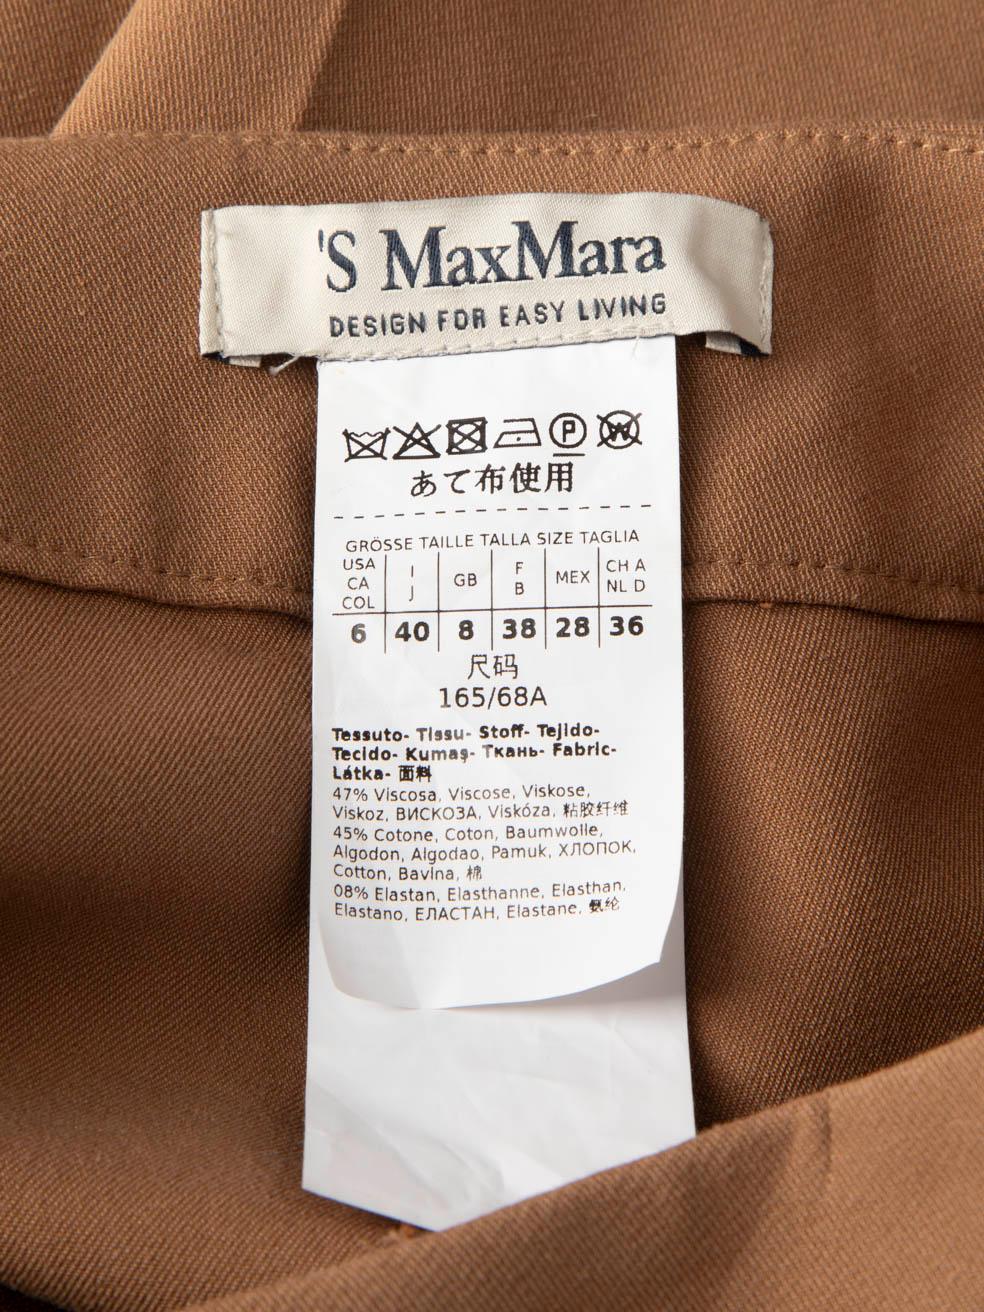 'S MaxMara
DESIGN FOR EASY LIVING
P
W
あて布使用
GRÖSSE TAILLE TALLA SIZE TAGLIA
USA CA COL | I J | GB | F B | MEX | CH A NL D
6 | 40 | 8 | 38 | 28 | 36
尺码
165/68A
Tessuto- Tissu- Stoff- Tejido-
Tecido- Kumaş- Ткань- Fabric-
Látka- 面料
47% Viscosa, Viscose, Viskose,
Viskoz, ВИСКОЗА, Viskóza, 粘胶纤维
45% Cotone, Coton, Baumwolle,
Algodon, Algodao, Pamuk, ХЛОПОК,
Cotton, Bavlna, 棉
08% Elastan, Elasthanne, Elasthan,
Elastano, ЕЛАСТАН, Elastane, 氨纶